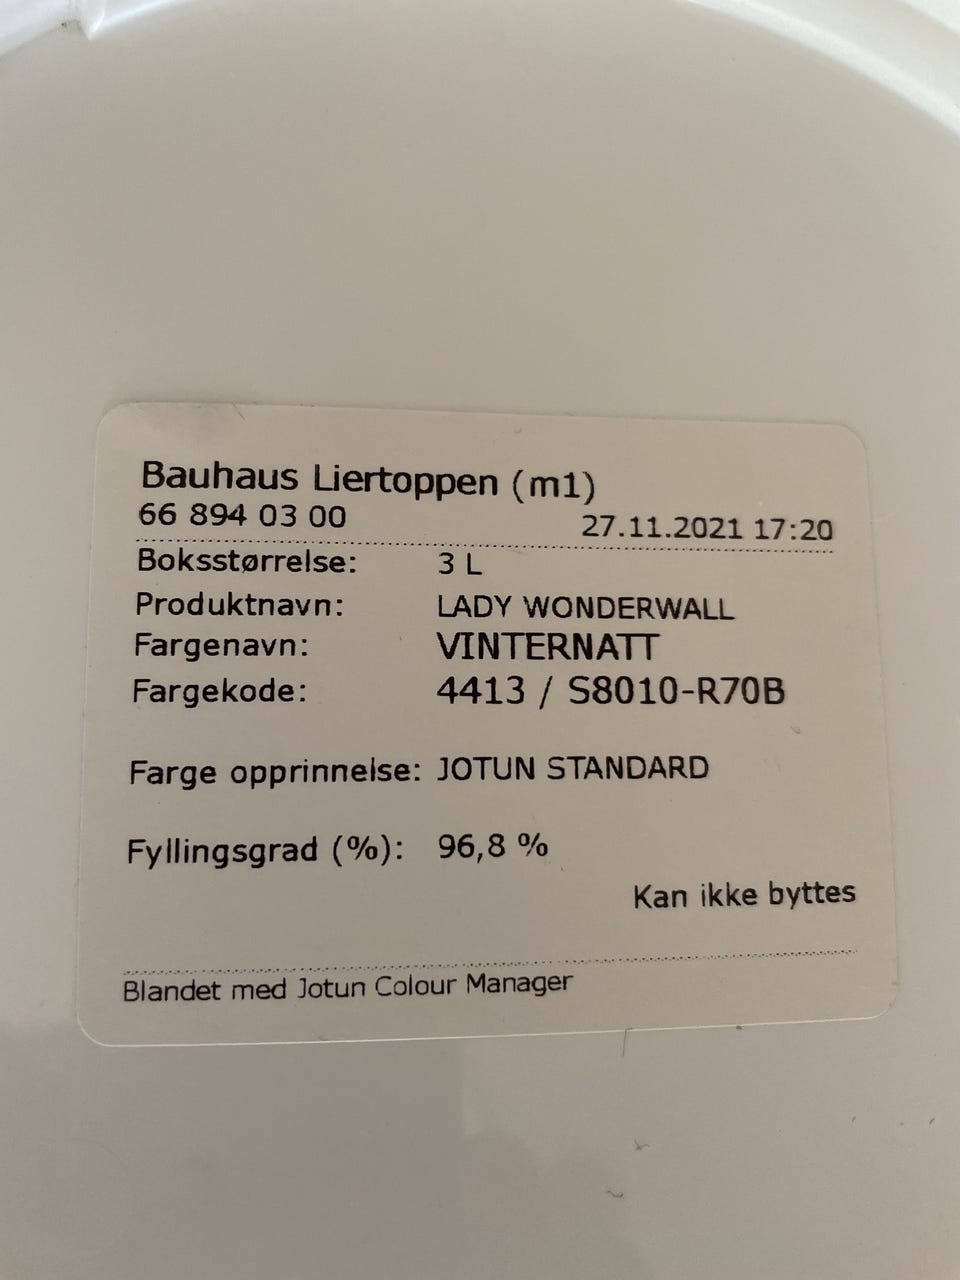 Bauhaus Liertoppen (m1)
66 894 03 00 27.11.2021 17:20
Boksstørrelse: 3 L
Produktnavn: LADY WONDERWALL
Fargenavn: VINTERNATT
Fargekode: 4413 / S8010-R70B
Farge opprinnelse: JOTUN STANDARD
Fyllingsgrad (%): 96,8 %
Kan ikke byttes
Blandet med Jotun Colour Manager